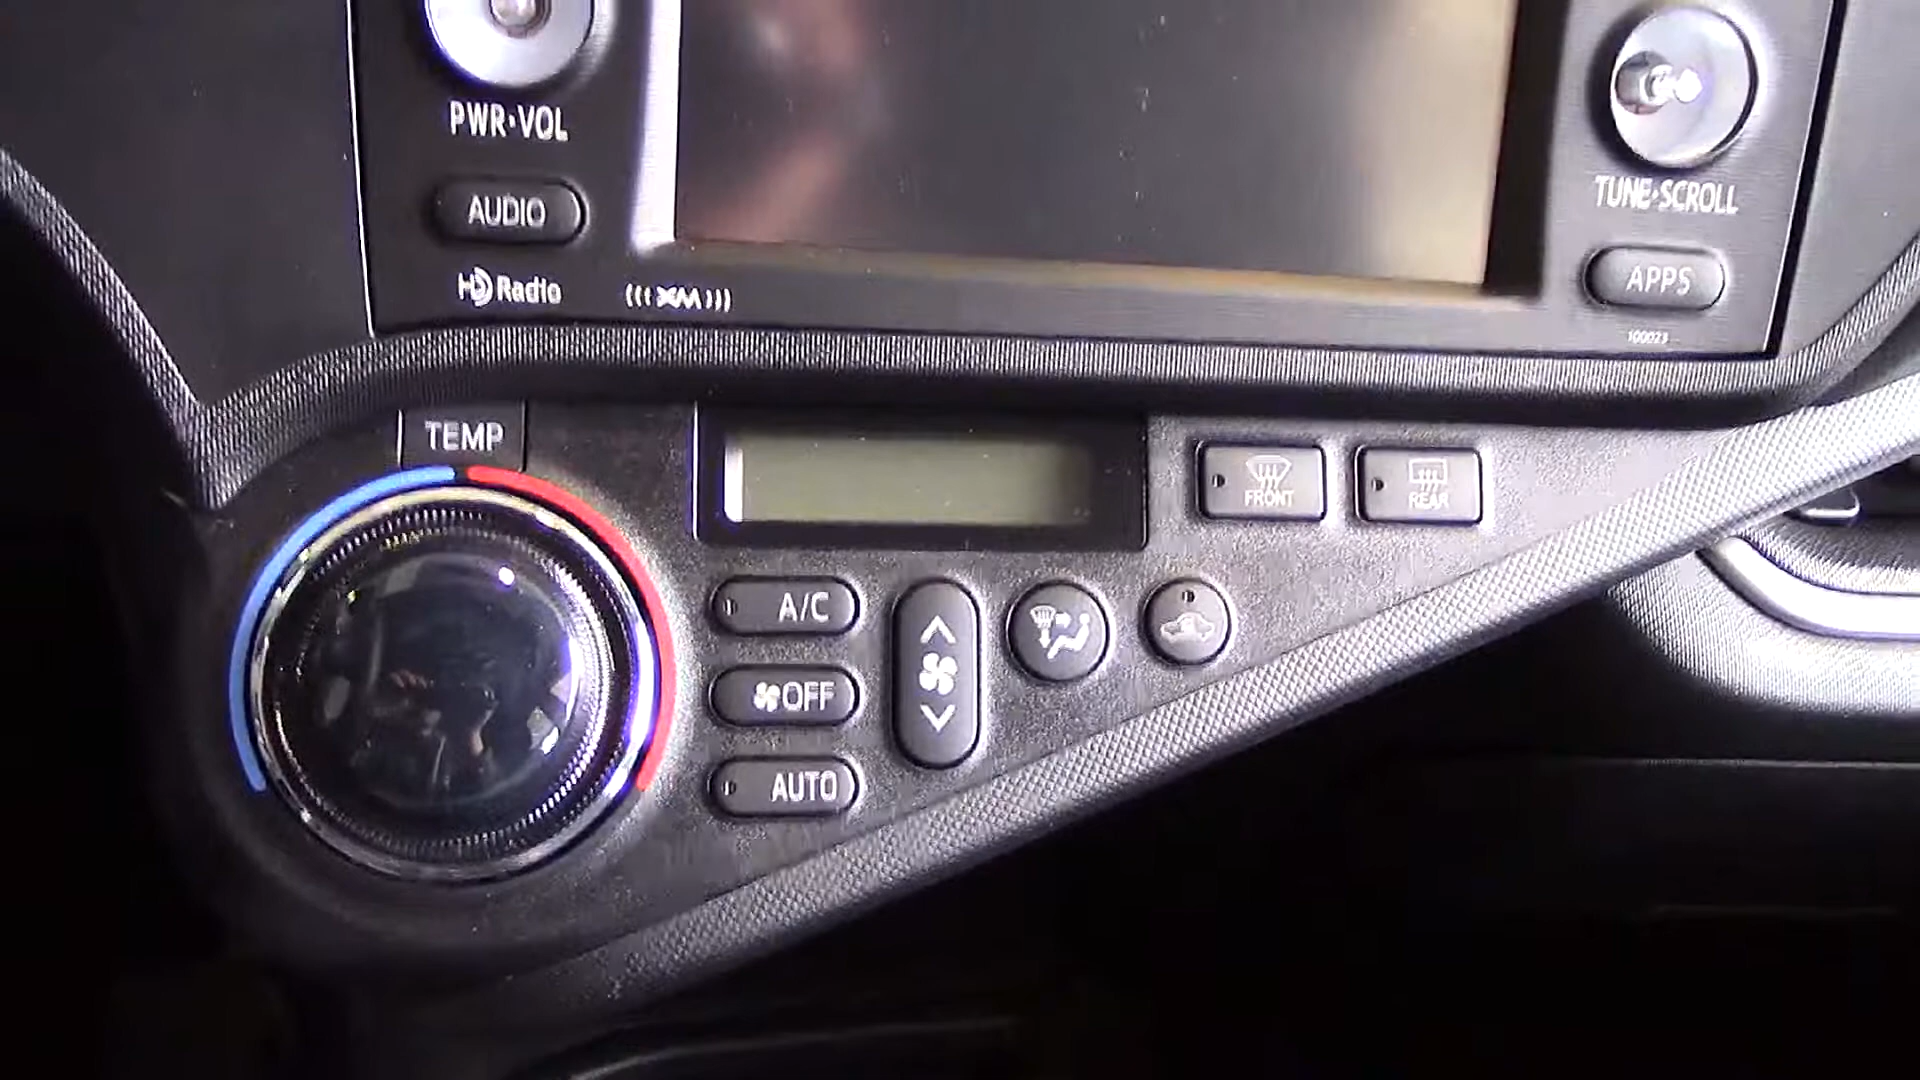 PWR·VOL
AUDIO
HD Radio
(((XM)))
TUNE·SCROLL
APPS
100023
TEMP
FRONT
REAR
A/C
OFF
AUTO